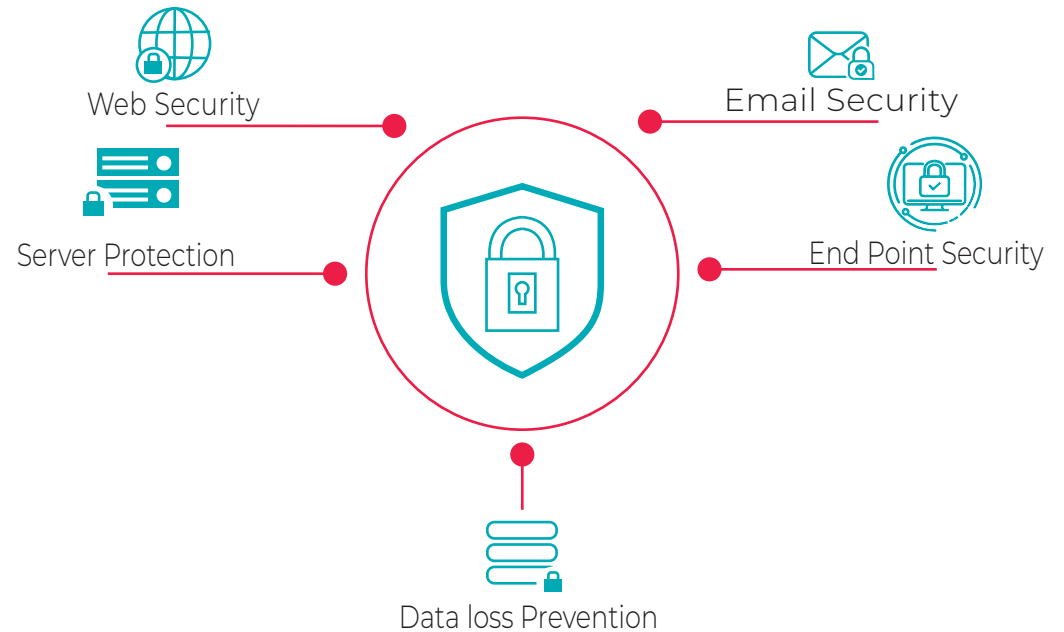 Web Security
Email Security
Server Protection
End Point Security
Data loss Prevention